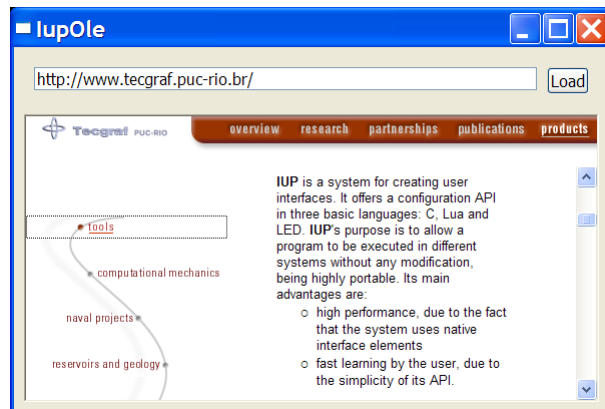 IupOle
http://www.tecgraf.puc-rio.br/ Load
Tecgraf PUC-RIO overview research partnerships publications products
IUP is a system for creating user
interfaces. It offers a configuration API
in three basic languages: C, Lua and
LED. IUP's purpose is to allow a
program to be executed in different
systems without any modification,
being highly portable. Its main
advantages are:
high performance, due to the fact
that the system uses native
interface elements
fast learning by the user, due to
the simplicity of its API.
tools
computational mechanics
naval projects
reservoirs and geology